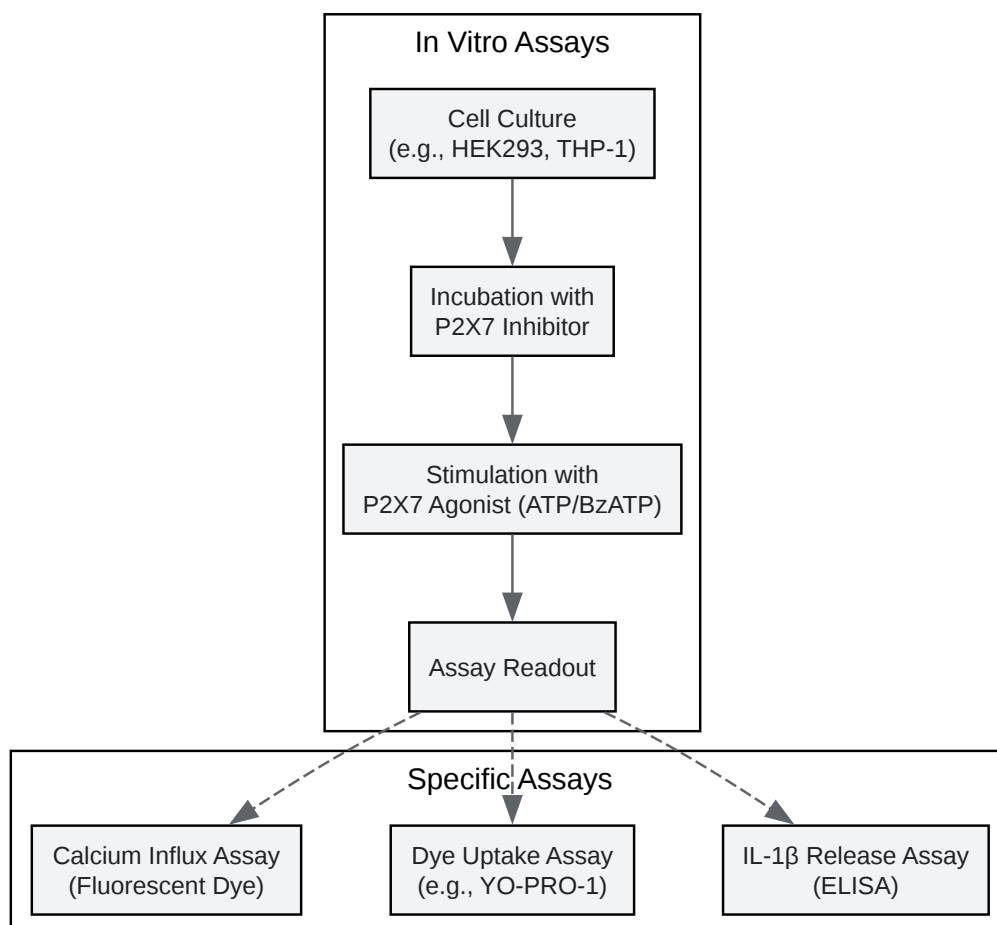 In Vitro Assays
Cell Culture
(e.g., HEK293, THP-1)
Incubation with
P2X7 Inhibitor
Stimulation with
P2X7 Agonist (ATP/BzATP)
Assay Readout
Specific Assays
Calcium Influx Assay
(Fluorescent Dye)
Dye Uptake Assay
(e.g., YO-PRO-1)
IL-1β Release Assay
(ELISA)